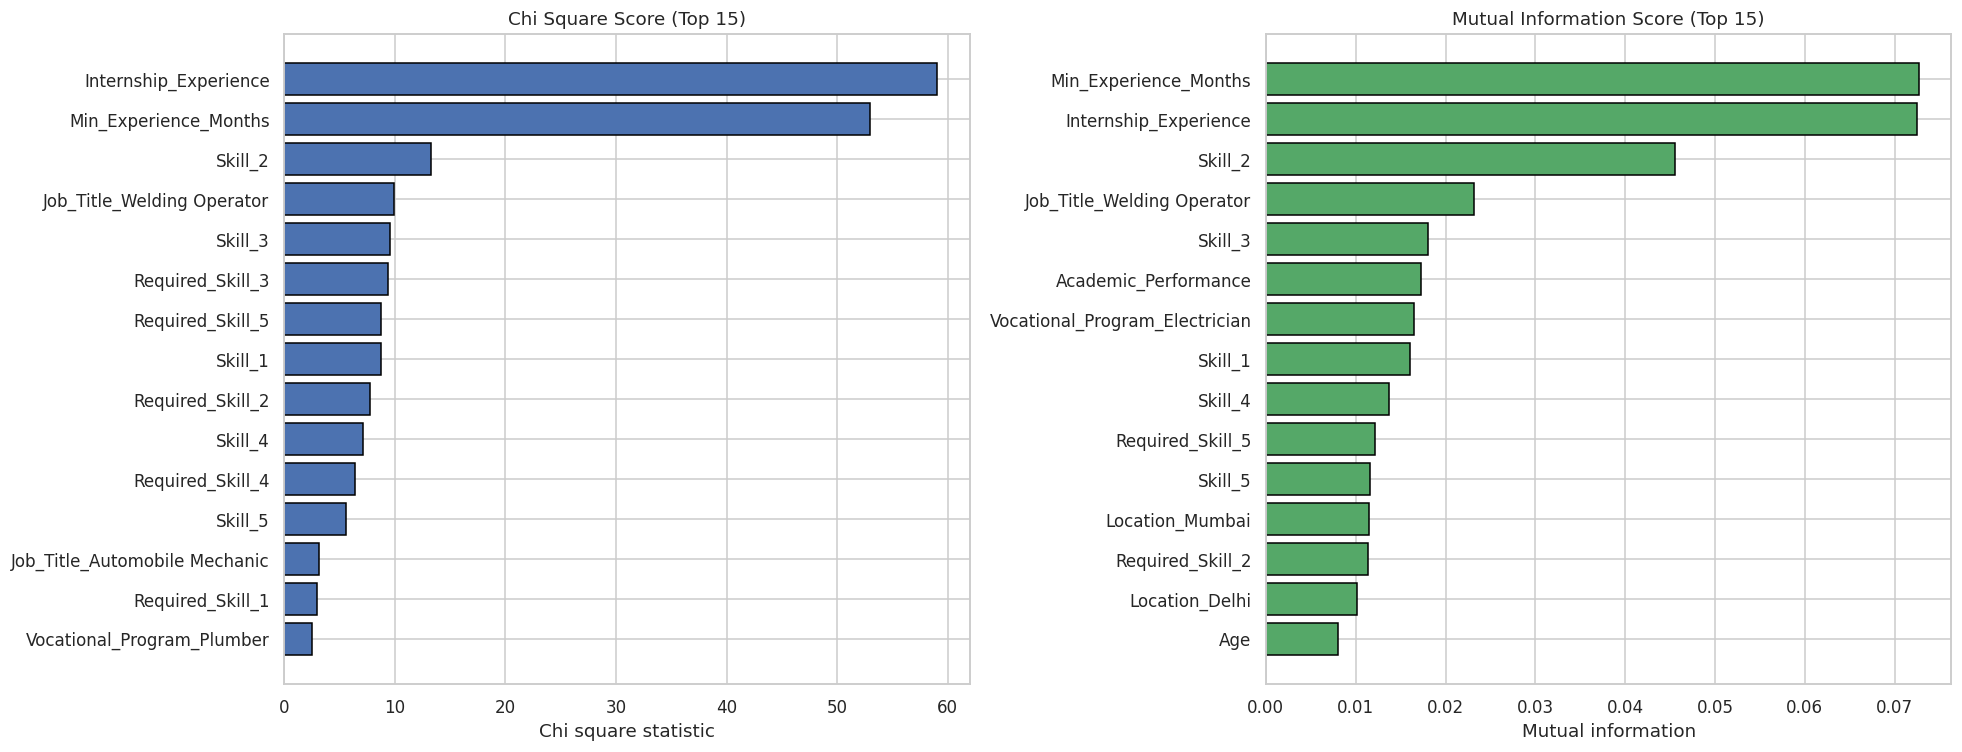 Chi Square Score (Top 15)
Internship_Experience
Min_Experience_Months
Skill_2
Job_Title_Welding Operator
Skill_3
Required_Skill_3
Required_Skill_5
Skill_1
Required_Skill_2
Skill_4
Required_Skill_4
Skill_5
Job_Title_Automobile Mechanic
Required_Skill_1
Vocational_Program_Plumber
0 10 20 30 40 50 60
Chi square statistic
Mutual Information Score (Top 15)
Min_Experience_Months
Internship_Experience
Skill_2
Job_Title_Welding Operator
Skill_3
Academic_Performance
Vocational_Program_Electrician
Skill_1
Skill_4
Required_Skill_5
Skill_5
Location_Mumbai
Required_Skill_2
Location_Delhi
Age
0.00 0.01 0.02 0.03 0.04 0.05 0.06 0.07
Mutual information